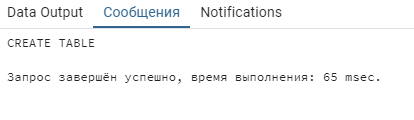 Data Output Сообщения Notifications
CREATE TABLE
Запрос завершён успешно, время выполнения: 65 msec.